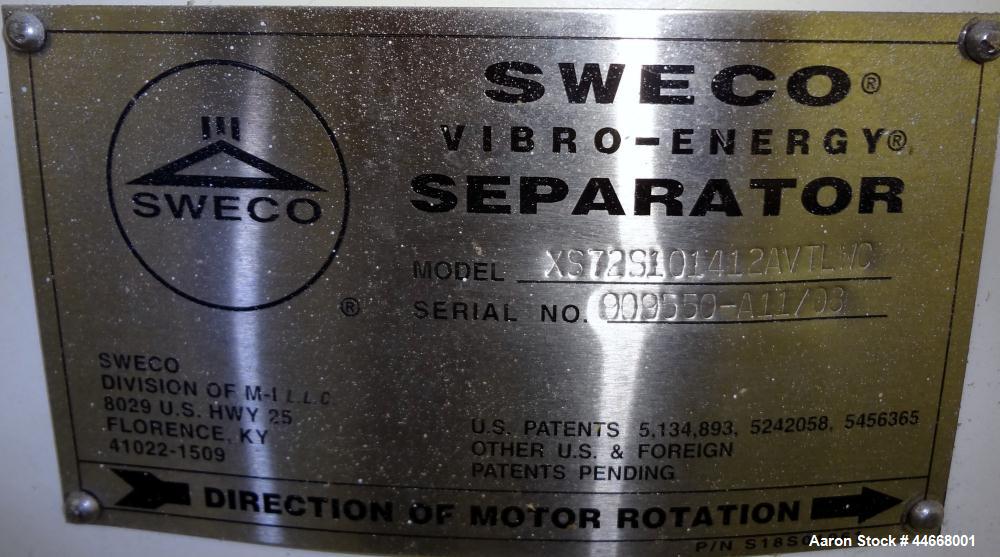 SWECO
®
SWECO®
VIBRO-ENERGY®
SEPARATOR
MODEL XS72S101412AVTLWC
SERIAL NO. 909550-A11/03
SWECO
DIVISION OF M-I L.L.C.
8029 U.S. HWY 25
FLORENCE, KY
41022-1509
U.S. PATENTS 5,134,893, 5242058, 5456365
OTHER U.S. & FOREIGN
PATENTS PENDING
DIRECTION OF MOTOR ROTATION
P/N
Aaron Stock # 44668001